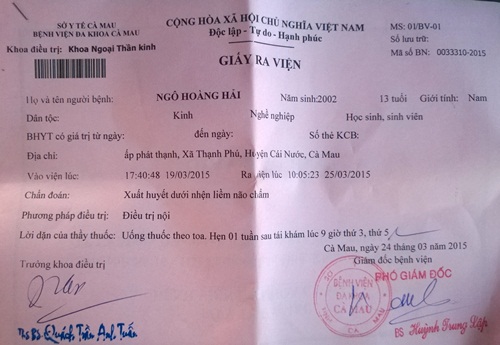 SỞ Y TẾ CÀ MAU
BỆNH VIỆN ĐA KHOA CÀ MAU
Khoa điều trị: Khoa Ngoại Thần kinh
CỘNG HÒA XÃ HỘI CHỦ NGHĨA VIỆT NAM
Độc lập - Tự do - Hạnh phúc
MS: 01/BV-01
Số lưu trữ:
Mã số BN: 0033310-2015
GIẤY RA VIỆN
Họ và tên người bệnh: NGÔ HOÀNG HẢI Năm sinh:2002 13 tuổi Giới tính: Nam
Dân tộc: Kinh Nghề nghiệp Học sinh, sinh viên
BHYT có giá trị từ ngày: đến ngày: Số thẻ KCB:
Địa chỉ: ấp phát thạnh, Xã Thạnh Phú, Huyện Cái Nước, Cà Mau
Vào viện lúc: 17:40:48 19/03/2015 Ra viện lúc 10:05:23 25/03/2015
Chẩn đoán: Xuất huyết dưới nhện liềm não chẩm
Phương pháp điều trị: Điều trị nội
Lời dặn của thầy thuốc: Uống thuốc theo toa. Hẹn 01 tuần sau tái khám lúc 9 giờ thứ 3, thứ 5
Cà Mau, ngày 24 tháng 03 năm 2015
Trưởng khoa điều trị
Giám đốc bệnh viện
PHÓ GIÁM ĐỐC
BỆNH VIỆN
ĐA KHOA
CÀ MAU
Ths Bs Quách Trần Anh Tuấn
BS Huỳnh Trung Lập